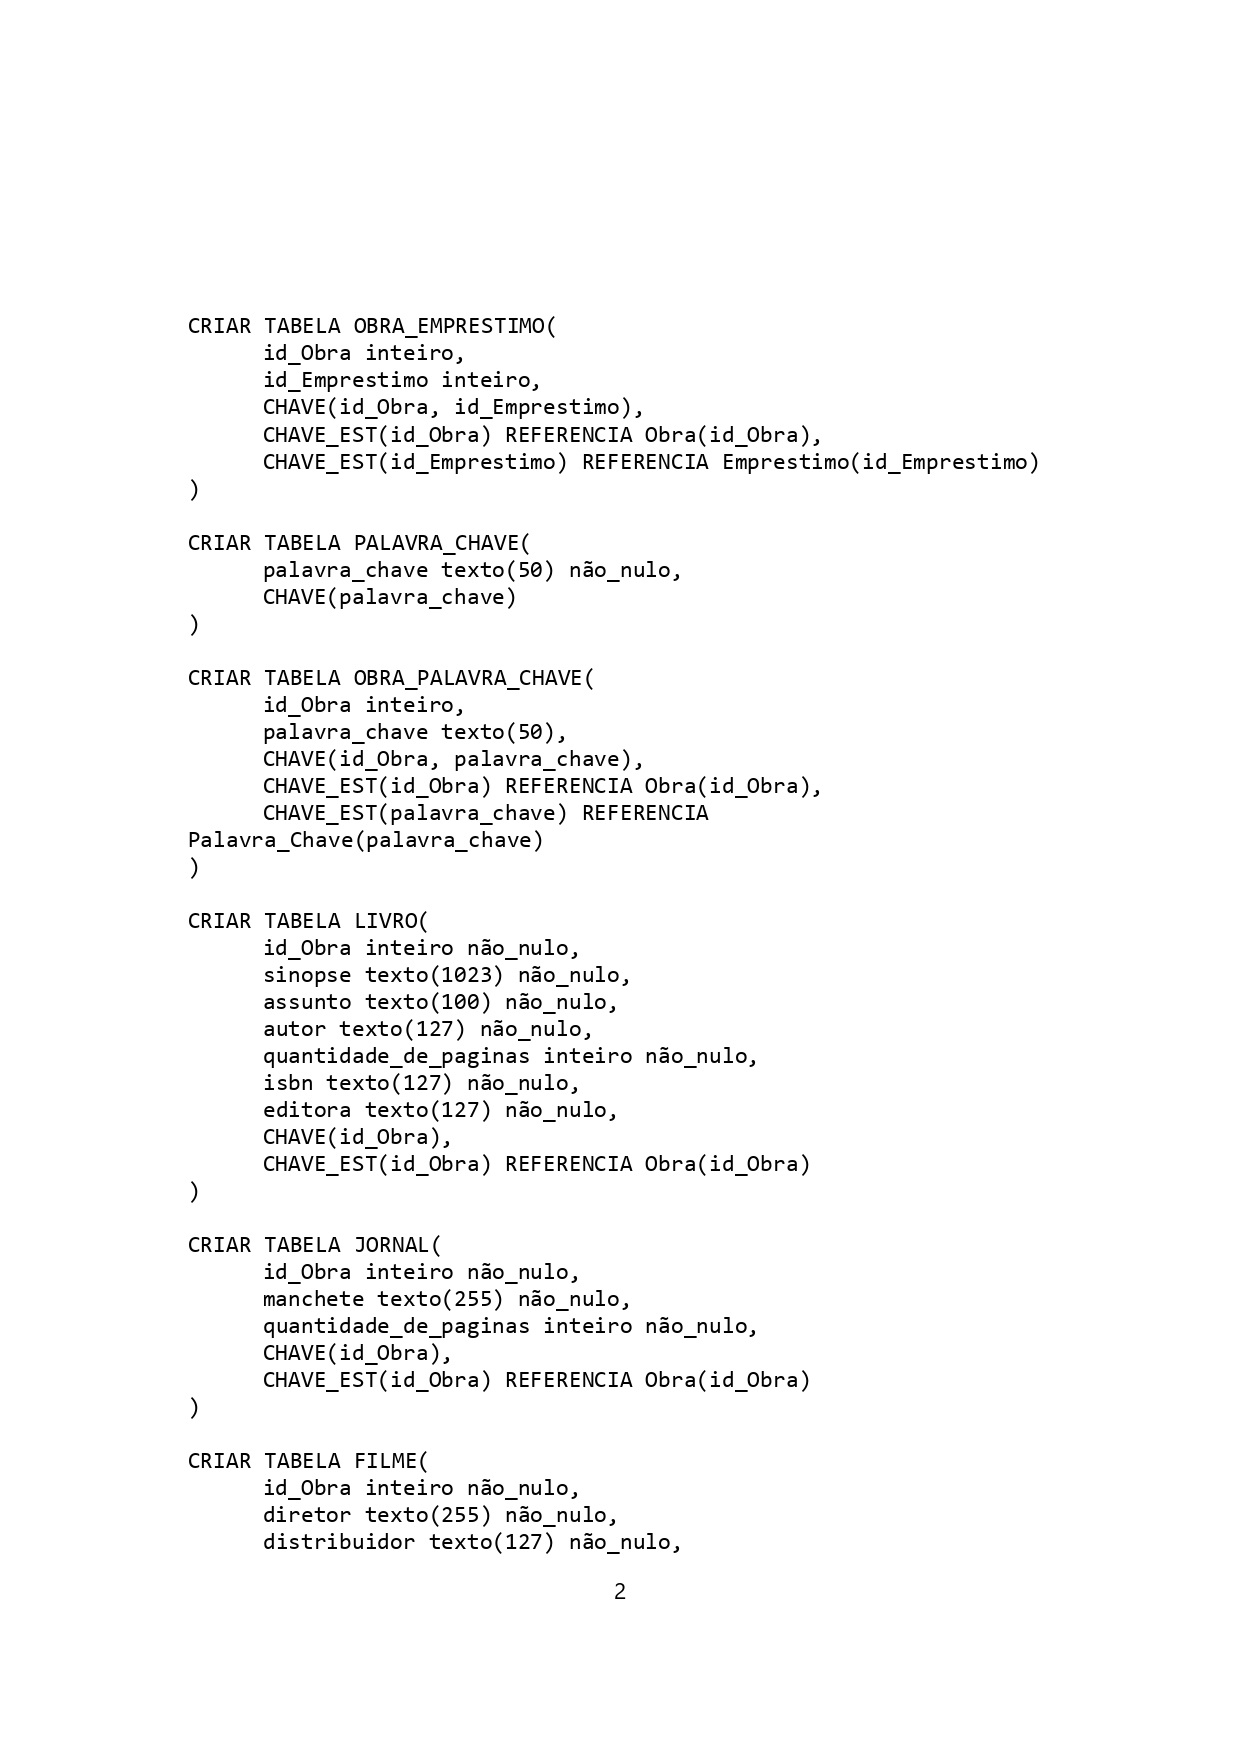 CRIAR TABELA OBRA_EMPRESTIMO(
id_Obra inteiro,
id_Emprestimo inteiro,
CHAVE(id_Obra, id_Emprestimo),
CHAVE_EST(id_Obra) REFERENCIA Obra(id_Obra),
CHAVE_EST(id_Emprestimo) REFERENCIA Emprestimo(id_Emprestimo)
)
CRIAR TABELA PALAVRA_CHAVE(
palavra_chave texto(50) não_nulo,
CHAVE(palavra_chave)
)
CRIAR TABELA OBRA_PALAVRA_CHAVE(
id_Obra inteiro,
palavra_chave texto(50),
CHAVE(id_Obra, palavra_chave),
CHAVE_EST(id_Obra) REFERENCIA Obra(id_Obra),
CHAVE_EST(palavra_chave) REFERENCIA
Palavra_Chave(palavra_chave)
)
CRIAR TABELA LIVRO(
id_Obra inteiro não_nulo,
sinopse texto(1023) não_nulo,
assunto texto(100) não_nulo,
autor texto(127) não_nulo,
quantidade_de_paginas inteiro não_nulo,
isbn texto(127) não_nulo,
editora texto(127) não_nulo,
CHAVE(id_Obra),
CHAVE_EST(id_Obra) REFERENCIA Obra(id_Obra)
)
CRIAR TABELA JORNAL(
id_Obra inteiro não_nulo,
manchete texto(255) não_nulo,
quantidade_de_paginas inteiro não_nulo,
CHAVE(id_Obra),
CHAVE_EST(id_Obra) REFERENCIA Obra(id_Obra)
)
CRIAR TABELA FILME(
id_Obra inteiro não_nulo,
diretor texto(255) não_nulo,
distribuidor texto(127) não_nulo,
2